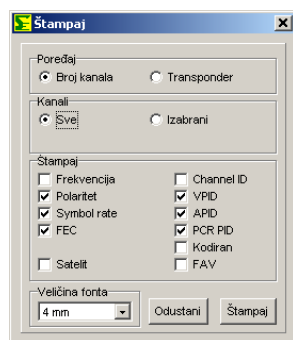 Štampaj
Poređaj
Broj kanala Transponder
Kanali
Sve Izabrani
Štampaj
Frekvencija Channel ID
Polaritet VPID
Symbol rate APID
FEC PCR PID
Kodiran
Satelit FAV
Veličina fonta
4 mm Odustani Štampaj